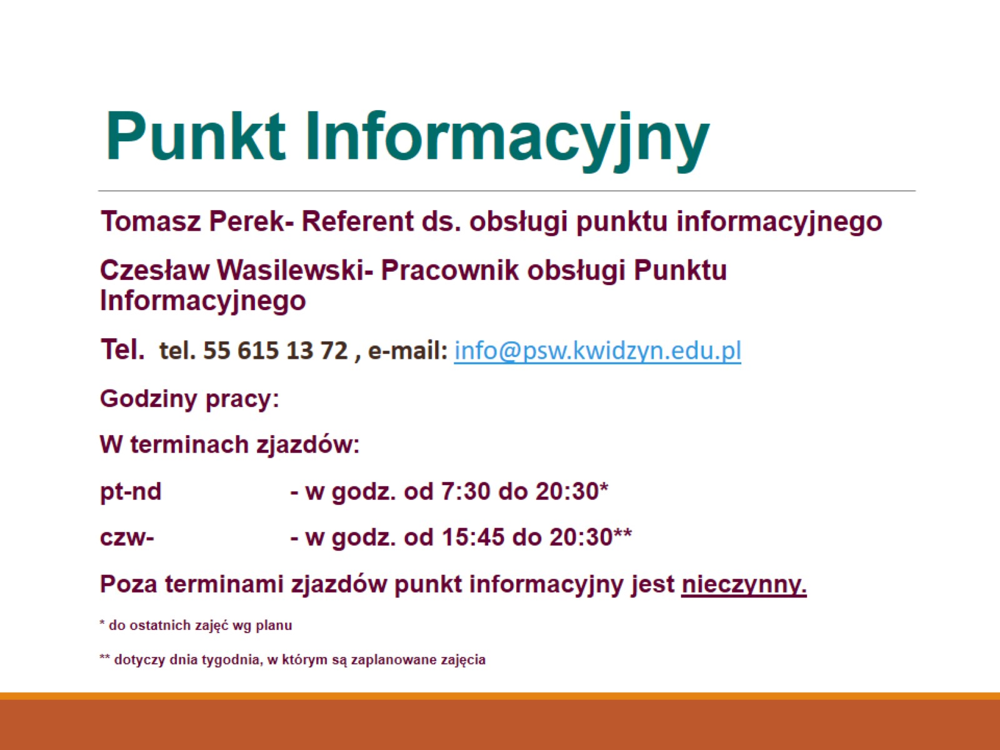 Punkt Informacyjny
Tomasz Perek- Referent ds. obsługi punktu informacyjnego
Czesław Wasilewski- Pracownik obsługi Punktu
Informacyjnego
Tel. tel. 55 615 13 72 , e-mail: info@psw.kwidzyn.edu.pl
Godziny pracy:
W terminach zjazdów:
pt-nd - w godz. od 7:30 do 20:30*
czw- - w godz. od 15:45 do 20:30**
Poza terminami zjazdów punkt informacyjny jest nieczynny.
* do ostatnich zajęć wg planu
** dotyczy dnia tygodnia, w którym są zaplanowane zajęcia